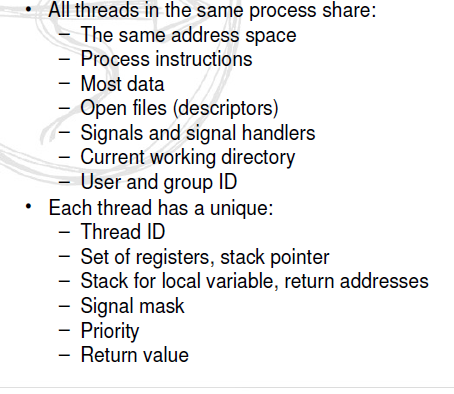 • All threads in the same process share:
– The same address space
– Process instructions
– Most data
– Open files (descriptors)
– Signals and signal handlers
– Current working directory
– User and group ID
• Each thread has a unique:
– Thread ID
– Set of registers, stack pointer
– Stack for local variable, return addresses
– Signal mask
– Priority
– Return value